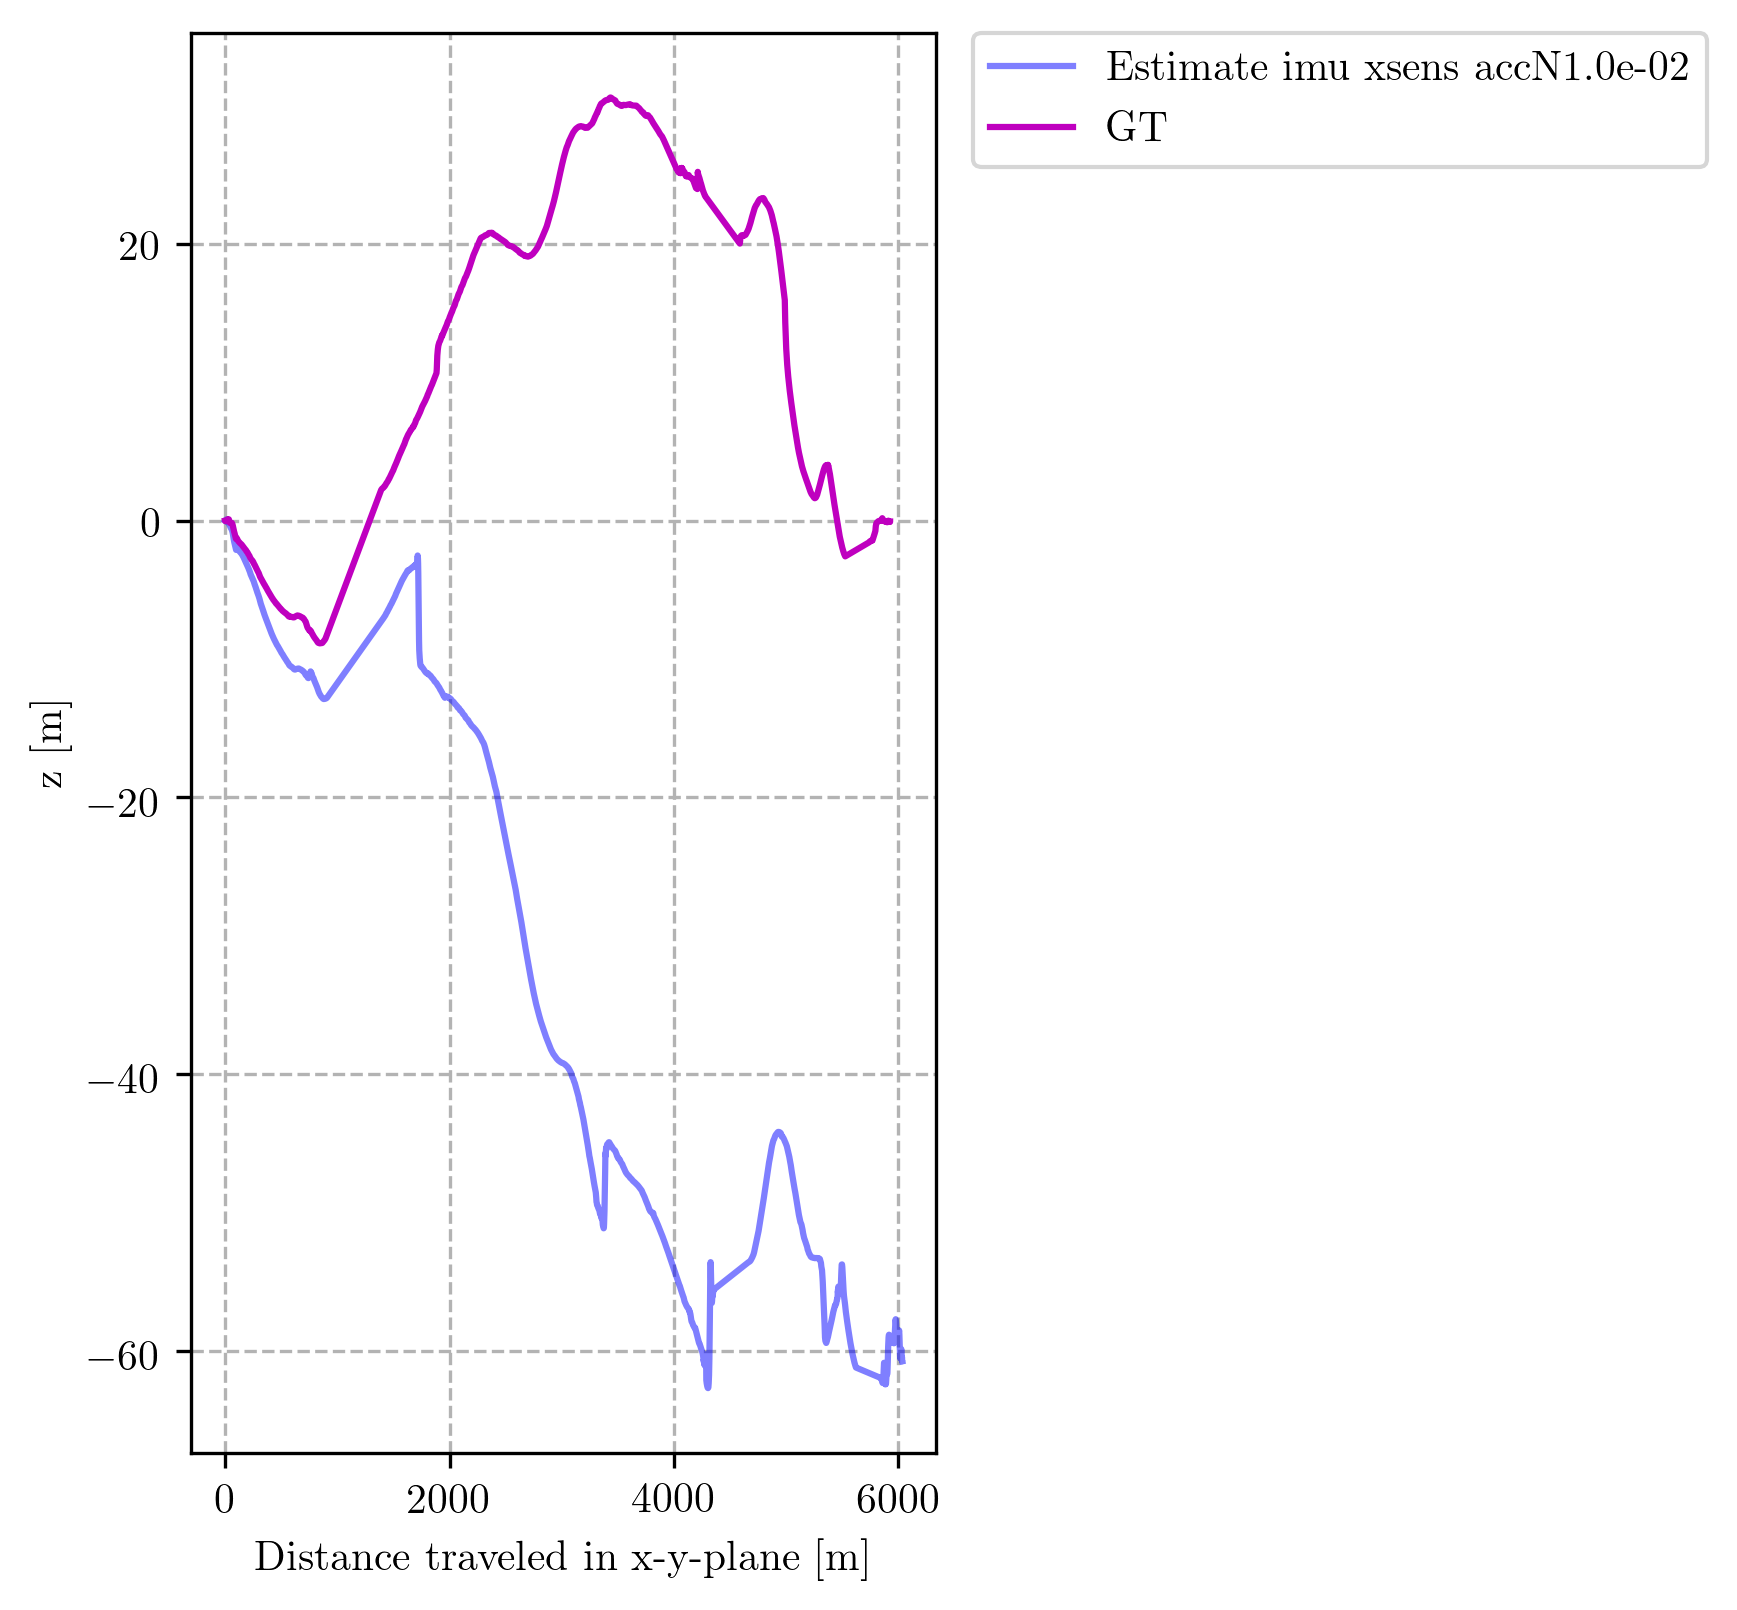 Estimate imu xsens accN1.0e-02
GT
20
0
−20
−40
−60
z [m]
0 2000 4000 6000
Distance traveled in x-y-plane [m]